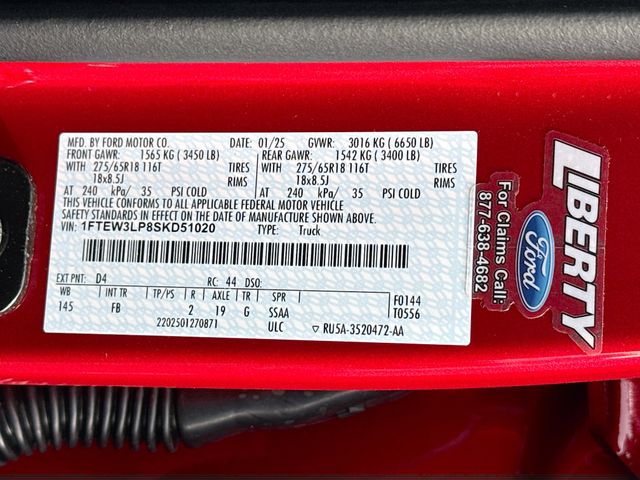 MFD. BY FORD MOTOR CO. DATE: 01/25 GVWR: 3016 KG ( 6650 LB)
FRONT GAWR: 1565 KG ( 3450 LB) REAR GAWR: 1542 KG ( 3400 LB)
WITH 275/65R18 116T TIRES WITH 275/65R18 116T TIRES
18x8.5J RIMS 18x8.5J RIMS
AT 240 kPa/ 35 PSI COLD AT 240 kPa/ 35 PSI COLD
THIS VEHICLE CONFORMS TO ALL APPLICABLE FEDERAL MOTOR VEHICLE
SAFETY STANDARDS IN EFFECT ON THE DATE OF MANUFACTURE SHOWN ABOVE.
VIN: 1FTEW3LP8SKD51020 TYPE: Truck
EXT PNT: D4 RC: 44 DSO:
WB INT TR TP/PS R AXLE TR SPR F0144
145 FB 2 19 G SSAA T0556
2202501270871 ULC RU5A-3520472-AA
LIBERTY
Ford
For Claims Call:
877-638-4682